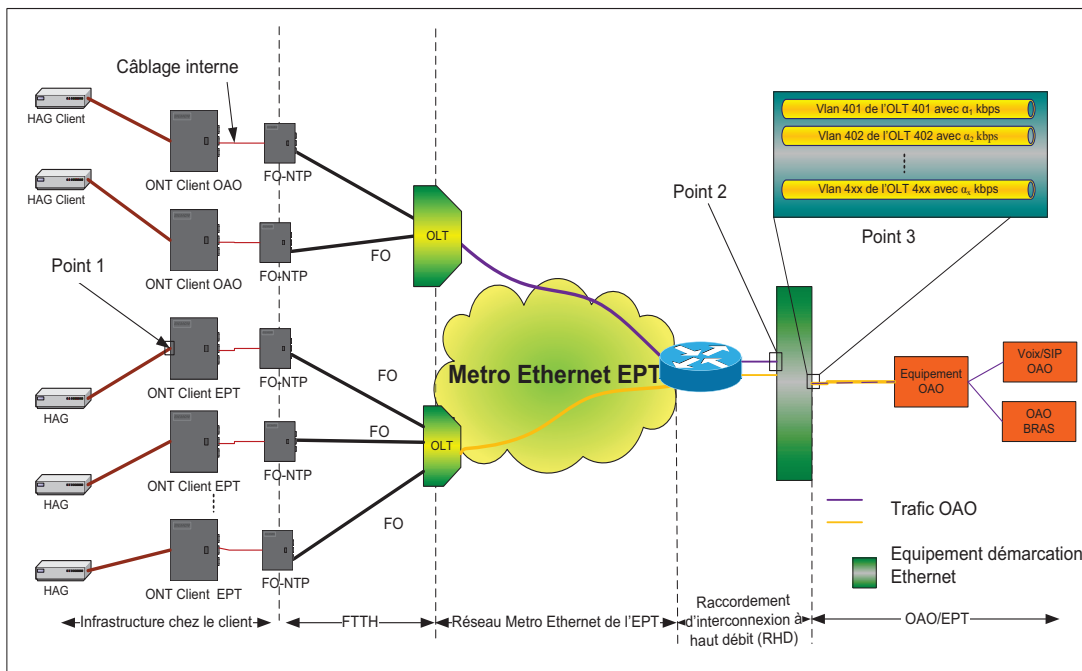 Câblage interne
HAG Client
ONT Client OAO
FO-NTP
HAG Client
ONT Client OAO
FO-NTP
FO
OLT
Point 1
HAG
ONT Client EPT
FO-NTP
FO
HAG
ONT Client EPT
FO-NTP
FO
OLT
HAG
ONT Client EPT
FO-NTP
FO
Metro Ethernet EPT
Point 2
Vlan 401 de l'OLT 401 avec α1 kbps
Vlan 402 de l'OLT 402 avec α2 kbps
Vlan 4xx de l'OLT 4xx avec αx kbps
Point 3
Equipement
OAO
Voix/SIP
OAO
OAO
BRAS
Trafic OAO
Equipement démarcation
Ethernet
Infrastructure chez le client
FTTH
Réseau Metro Ethernet de l'EPT
Raccordement
d'interconnexion à
haut débit (RHD)
OAO/EPT